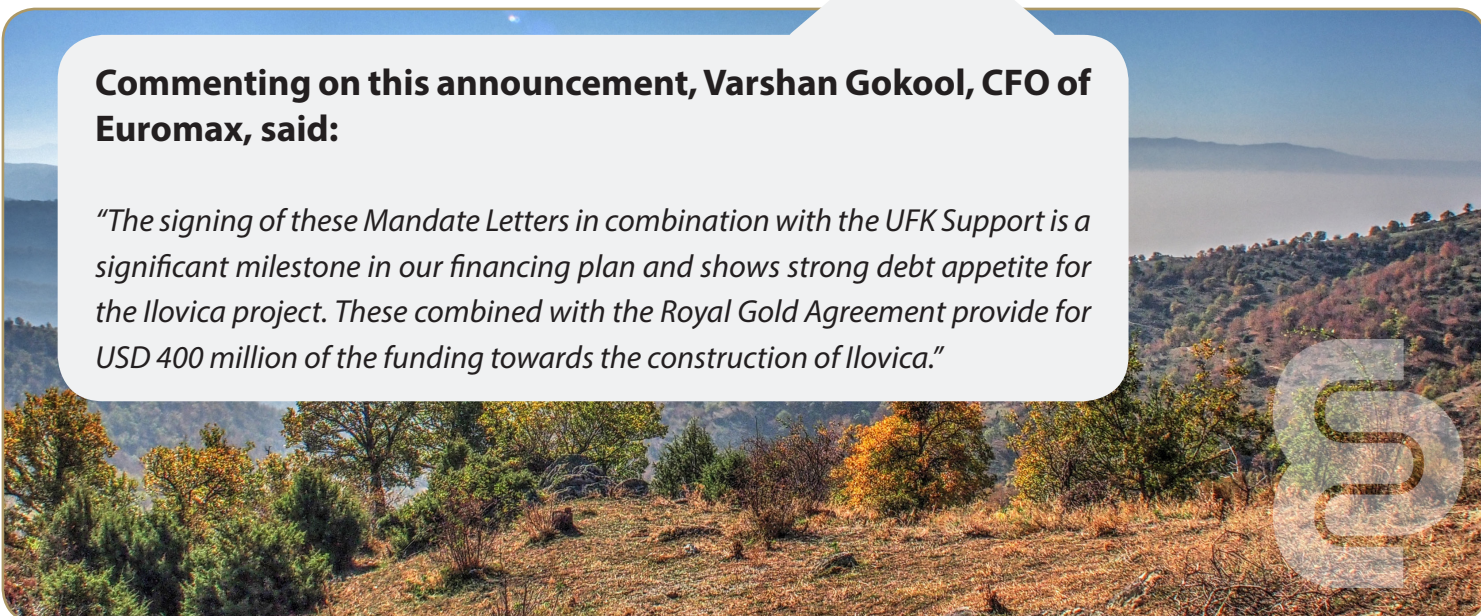 Commenting on this announcement, Varshan Gokool, CFO of
Euromax, said:
“The signing of these Mandate Letters in combination with the UFK Support is a
significant milestone in our financing plan and shows strong debt appetite for
the Ilovica project. These combined with the Royal Gold Agreement provide for
USD 400 million of the funding towards the construction of Ilovica.”